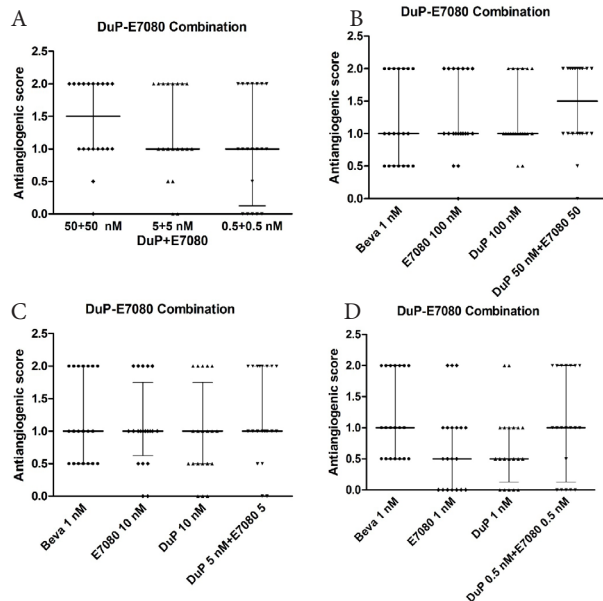 A
DuP-E7080 Combination
Antiangiogenic score
2.5
2.0
1.5
1.0
0.5
0.0
50+50 nM
5+5 nM
0.5+0.5 nM
DuP+E7080
B
DuP-E7080 Combination
Antiangiogenic score
2.5
2.0
1.5
1.0
0.5
0.0
Beva 1 nM
E7080 100 nM
DuP 100 nM
DuP 50 nM+E7080 50
C
DuP-E7080 Combination
Antiangiogenic score
2.5
2.0
1.5
1.0
0.5
0.0
Beva 1 nM
E7080 10 nM
DuP 10 nM
DuP 5 nM+E7080 5
D
DuP-E7080 Combination
Antiangiogenic score
2.5
2.0
1.5
1.0
0.5
0.0
Beva 1 nM
E7080 1 nM
DuP 1 nM
DuP 0.5 nM+E7080 0.5 nM